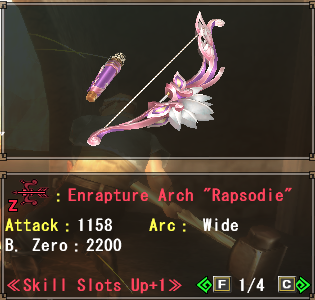 Z : Enrapture Arch "Rapsodie"
Attack : 1158 Arc : Wide
B. Zero : 2200
≪Skill Slots Up+1≫ F 1/4 C